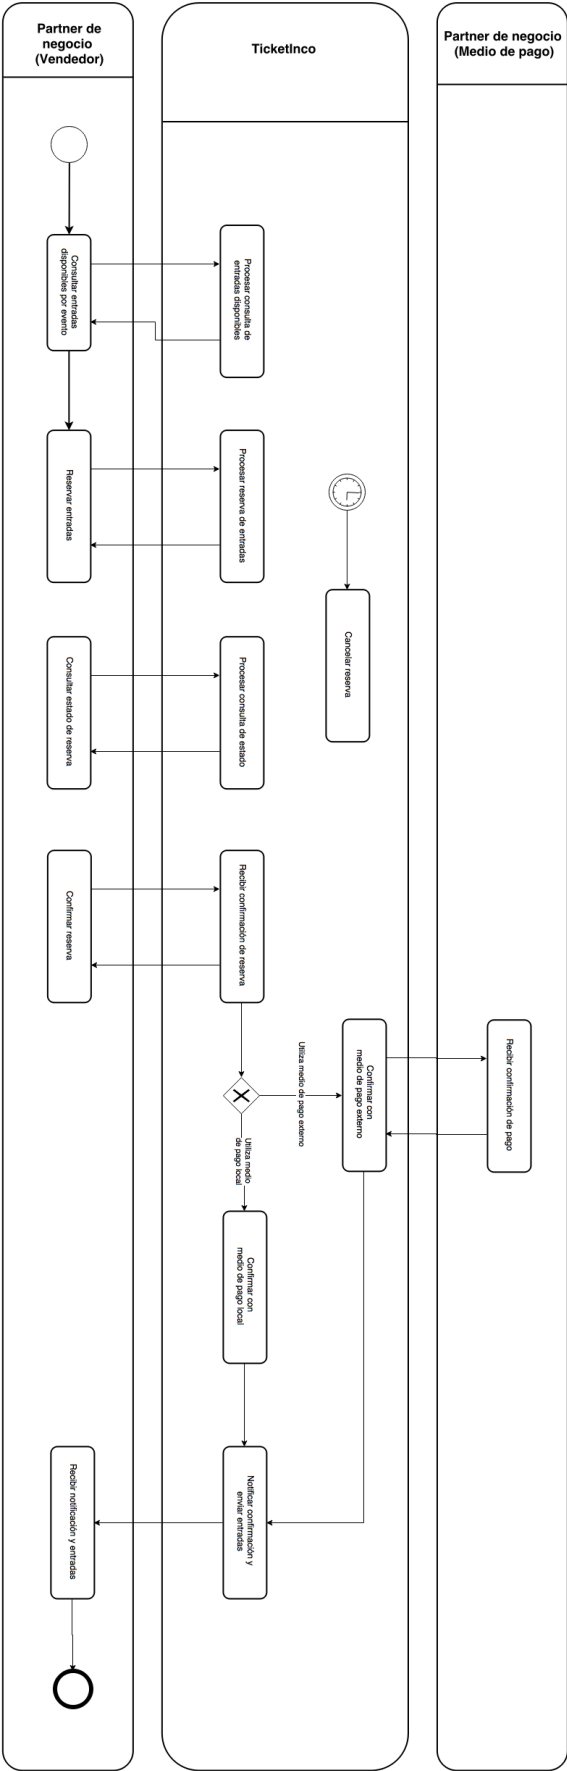 Partner de
negocio
(Vendedor)
TicketInco
Partner de negocio
(Medio de pago)
Consultar entradas
disponibles por evento
Procesar consulta de
entradas disponibles
Reservar entradas
Procesar reserva de entradas
Cancelar reserva
Consultar estado de reserva
Procesar consulta de estado
Confirmar reserva
Recibir confirmación de reserva
Utiliza medio de pago externo
Confirmar con
medio de pago externo
Recibir confirmación de pago
Utiliza medio
de pago local
Confirmar con
medio de pago local
Notificar confirmación y
enviar entradas
Recibir notificación y entradas